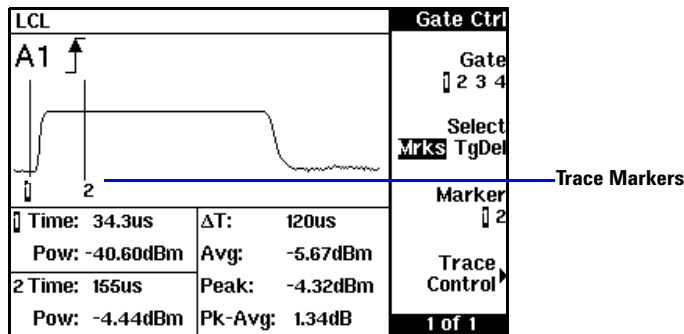 LCL
Gate Ctrl
A1
Gate
1 2 3 4
Select
Mrks TgDel
Trace Markers
1
2
Marker
1 2
1 Time: 34.3us
ΔT: 120us
Pow: -40.60dBm
Avg: -5.67dBm
Trace
Control
2 Time: 155us
Peak: -4.32dBm
Pow: -4.44dBm
Pk-Avg: 1.34dB
1 of 1